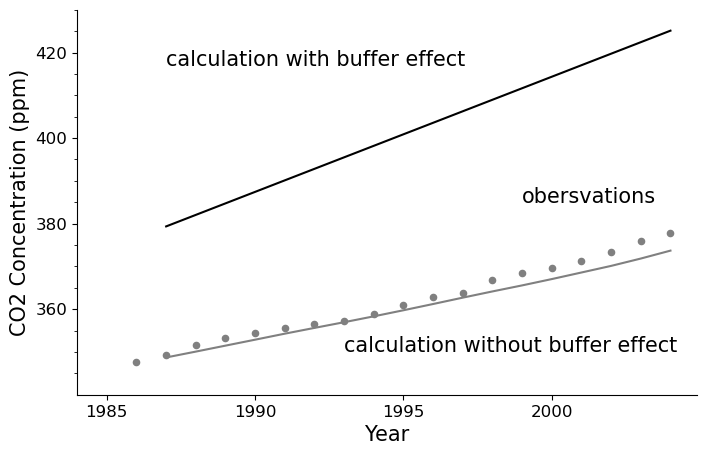 calculation with buffer effect
obersvations
calculation without buffer effect
CO2 Concentration (ppm)
420
400
380
360
1985
1990
1995
2000
Year